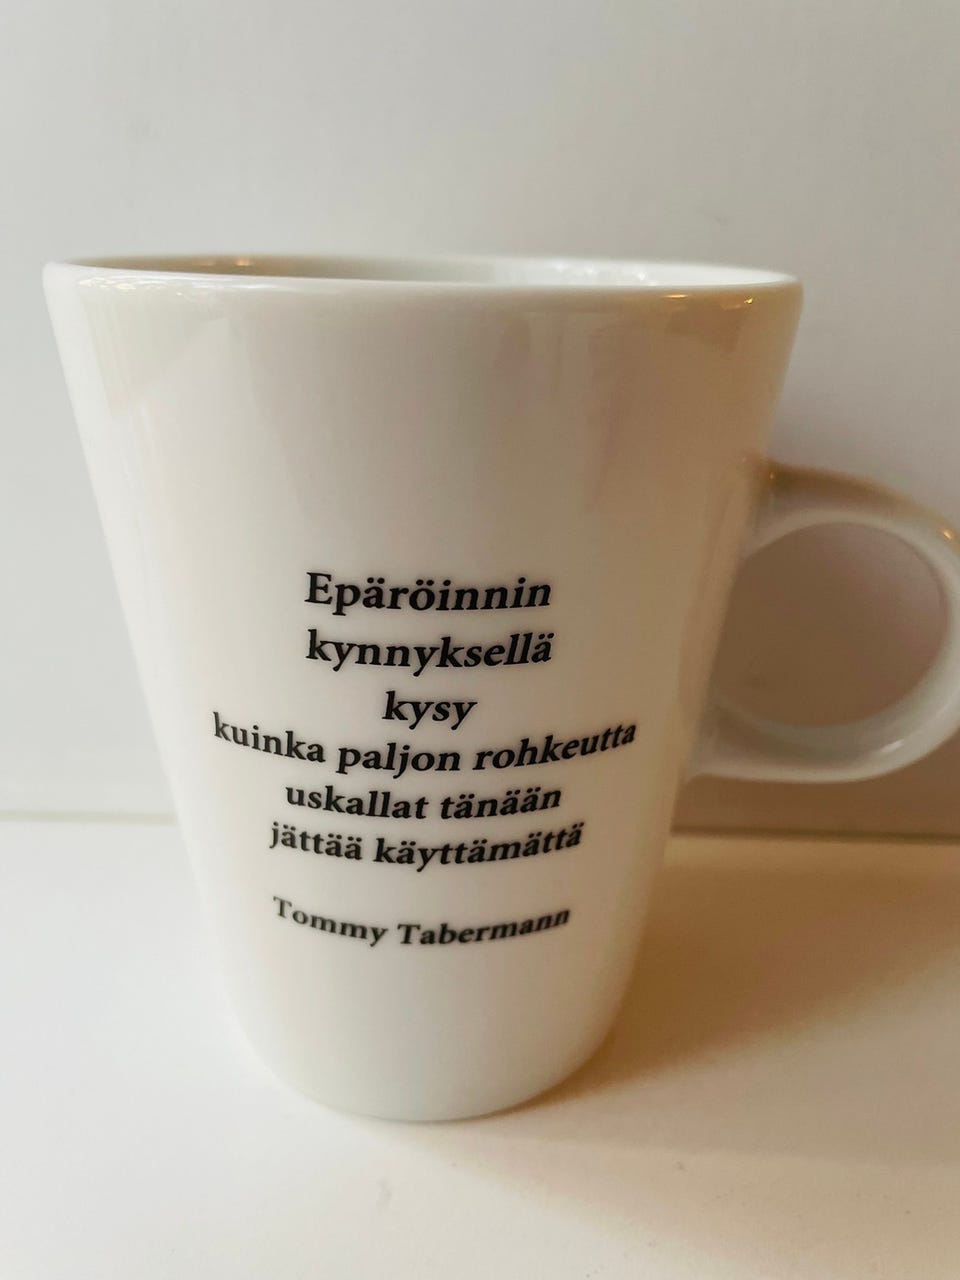 Epäröinnin
kynnyksellä
kysy
kuinka paljon rohkeutta
uskallat tänään
jättää käyttämättä
Tommy Tabermann